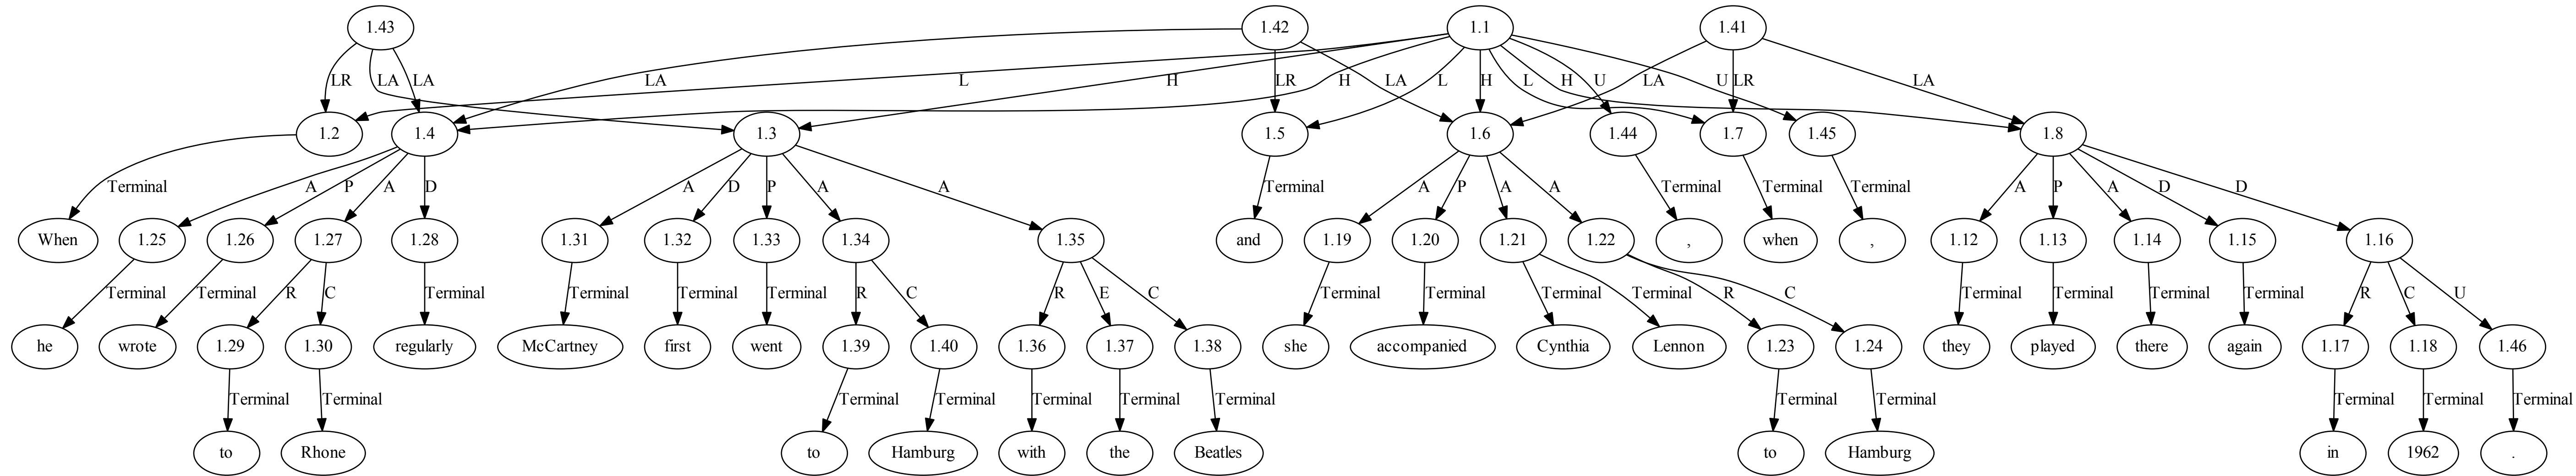 1.43 1.42 1.1 1.41
LR LA LA LA L H H LR LA L H L H U LA U LR LA
1.2 1.4 1.3 1.5 1.6 1.44 1.7 1.45 1.8
Terminal A P A D A D P A A Terminal A P A A Terminal Terminal Terminal A P A D D
When 1.25 1.26 1.27 1.28 1.31 1.32 1.33 1.34 1.35 and 1.19 1.20 1.21 1.22 , when , 1.12 1.13 1.14 1.15 1.16
Terminal Terminal R C Terminal Terminal Terminal Terminal R C R E C Terminal Terminal Terminal Terminal R C Terminal Terminal Terminal Terminal R C U
he wrote 1.29 1.30 regularly McCartney first went 1.39 1.40 1.36 1.37 1.38 she accompanied Cynthia Lennon 1.23 1.24 they played there again 1.17 1.18 1.46
Terminal Terminal Terminal Terminal Terminal Terminal Terminal Terminal Terminal Terminal Terminal Terminal
to Rhone to Hamburg with the Beatles to Hamburg in 1962 .